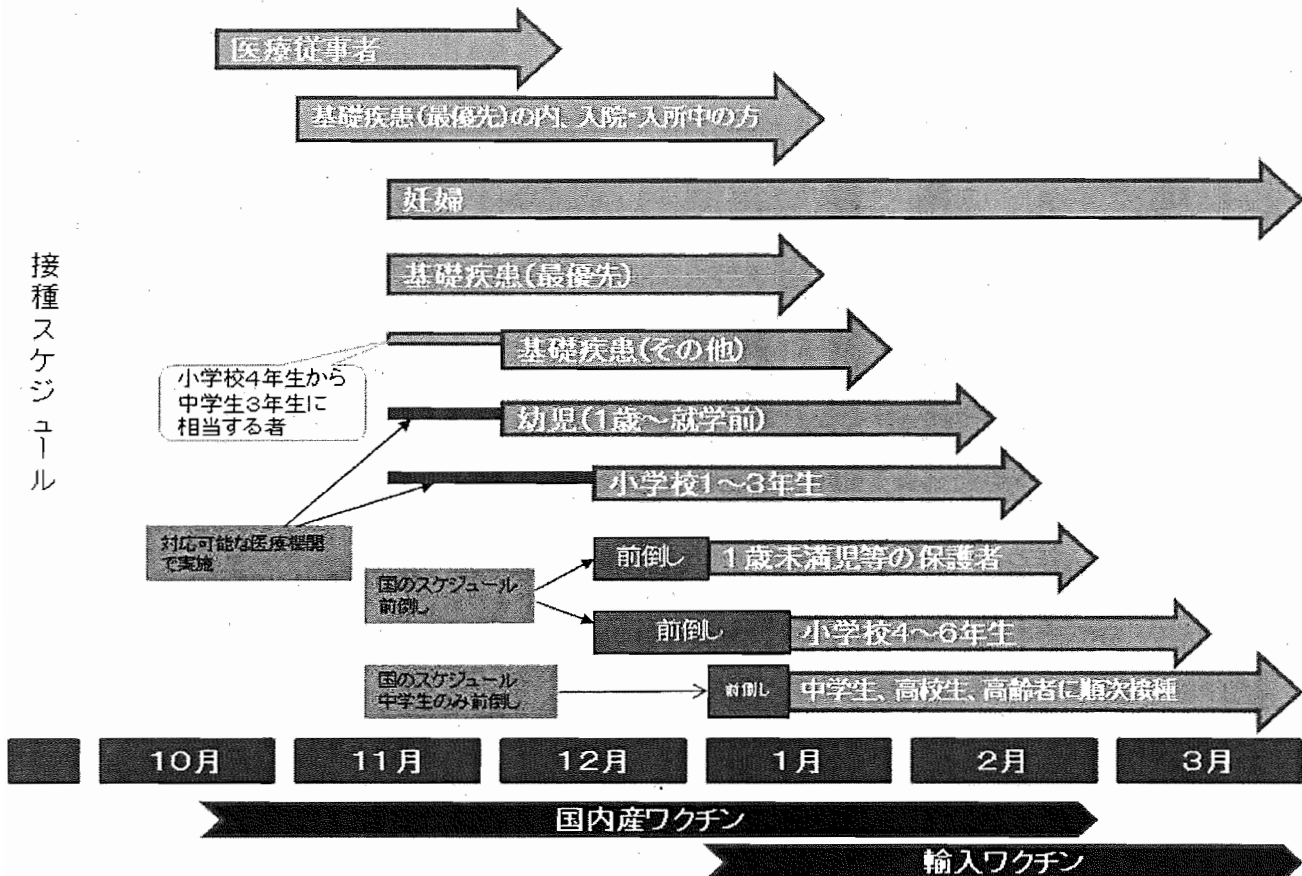 医療従事者
基礎疾患(最優先)の内、入院・入所中の方
妊婦
接種スケジュール
基礎疾患(最優先)
基礎疾患(その他)
小学校4年生から
中学生3年生に
相当する者
幼児(1歳～就学前)
小学校1～3年生
対応可能な医療機関
で実施
前倒し
1歳未満児等の保護者
国のスケジュール
前倒し
前倒し
小学校4～6年生
国のスケジュール
中学生のみ前倒し
前倒し
中学生、高校生、高齢者に順次接種
10月
11月
12月
1月
2月
3月
国内産ワクチン
輸入ワクチン